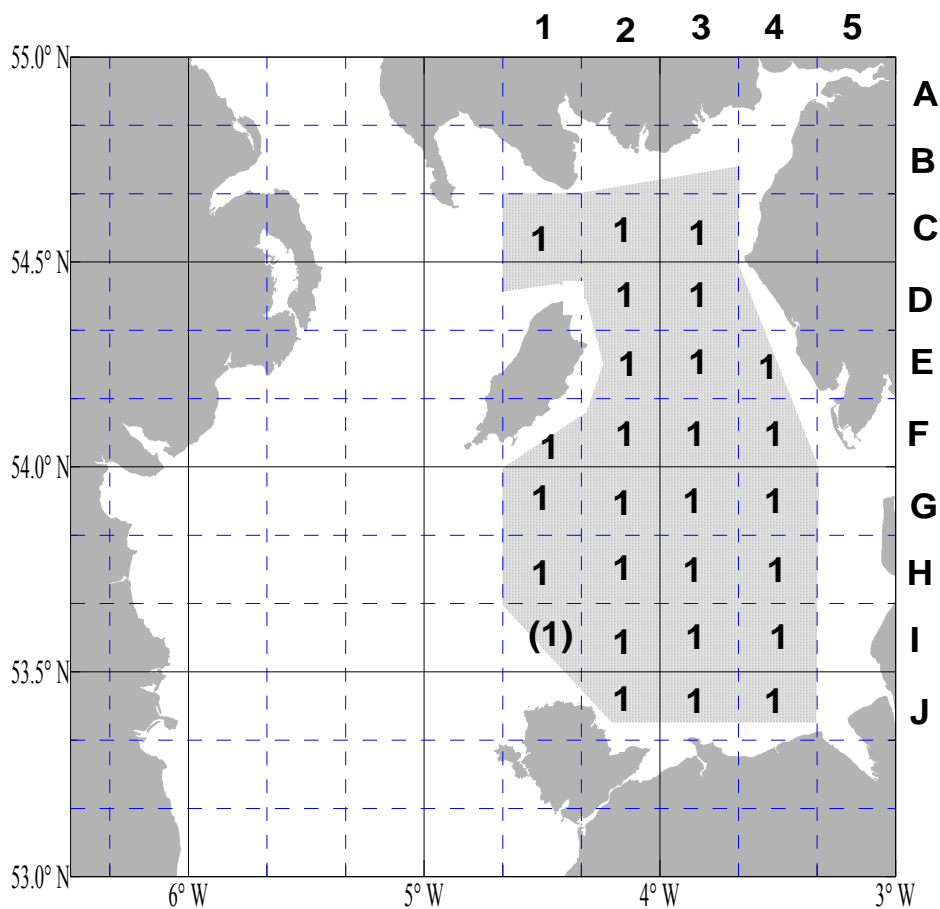 1 2 3 4 5
55.0° N
A
B
C
1 1 1
54.5° N
D
1 1
E
1 1 1
F
1 1 1 1
54.0° N
G
1 1 1 1
H
1 1 1 1
I
(1) 1 1 1
53.5° N
J
1 1 1
53.0° N
6° W 5° W 4° W 3° W